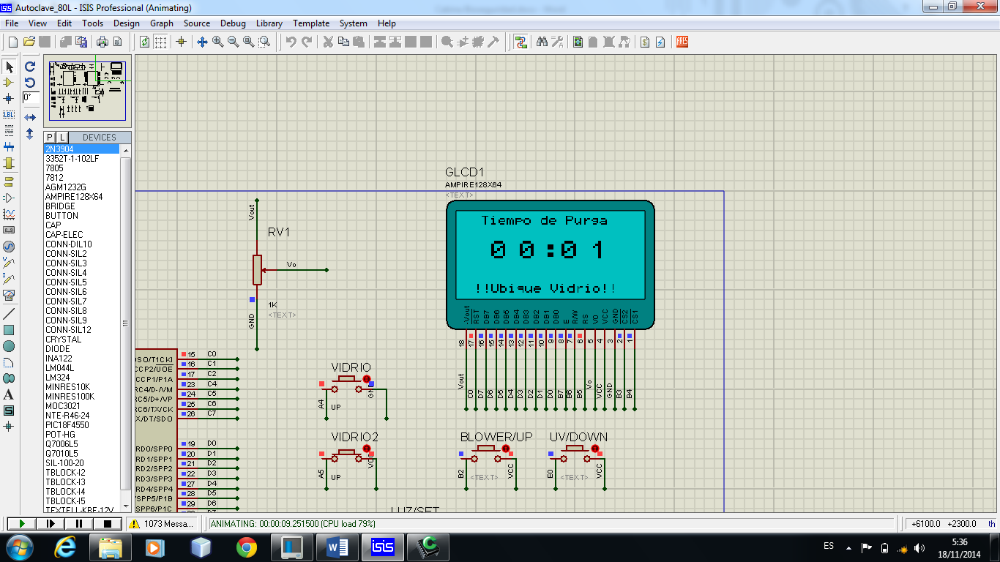 Autoclave_80L - ISIS Professional (Animating)
File View Edit Tools Design Graph Source Debug Library Template System Help
0°
LBL
A
S
P L DEVICES
2N3904
3352T-1-102LF
7805
7812
AGM1232G
AMPIRE128X64
BRIDGE
BUTTON
CAP
CAP-ELEC
CONN-DIL10
CONN-SIL2
CONN-SIL3
CONN-SIL4
CONN-SIL5
CONN-SIL6
CONN-SIL7
CONN-SIL8
CONN-SIL9
CONN-SIL12
CRYSTAL
DIODE
INA122
LM044L
LM324
MINRES10K
MINRES100K
MOC3021
NTE-R46-24
PIC18F4550
POT-HG
Q7006L5
Q7010L5
SIL-100-20
TBLOCK-I2
TBLOCK-I3
TBLOCK-I4
TBLOCK-I5
TEXTELL-KBF-12V
GLCD1
AMPIRE128X64
<TEXT>
Tiempo de Purga
00:01
!!Ubique Vidrio!!
-Vout RST DB7 DB6 DB5 DB4 DB3 DB2 DB1 DB0 E R/W RS V0 VCC GND CS2 CS1
18 17 16 15 14 13 12 11 10 9 8 7 6 5 4 3 2 1
Vout C0 D7 D6 D5 D4 D3 D2 D1 D0 B7 B6 B5 Vo VCC GND B3 B4
Vout
RV1
Vo
1K
<TEXT>
GND
OSO/T1CKI 15 C0
CCP2/UOE 16 C1
CCP1/P1A 17 C2
RC4/D-/VM 23 C4
RC5/D+/VP 24 C5
RC6/TX/CK 25 C6
X/DT/SDO 26 C7
RD0/SPP0 19 D0
RD1/SPP1 20 D1
RD2/SPP2 21 D2
RD3/SPP3 22 D3
RD4/SPP4 27 D4
/SPP5/P1B 28 D5
SPP6/P1C 29 D6
VIDRIO
A4
UP
GND
VIDRIO2
A5
UP
VCC
BLOWER/UP
B2
<TEXT>
VCC
UV/DOWN
E0
<TEXT>
VCC
LUZ/SET
1073 Messa...
ANIMATING: 00:00:09.251500 (CPU load 79%)
+6100.0 +2300.0 th
ARES
isis
ES
5:36
18/11/2014